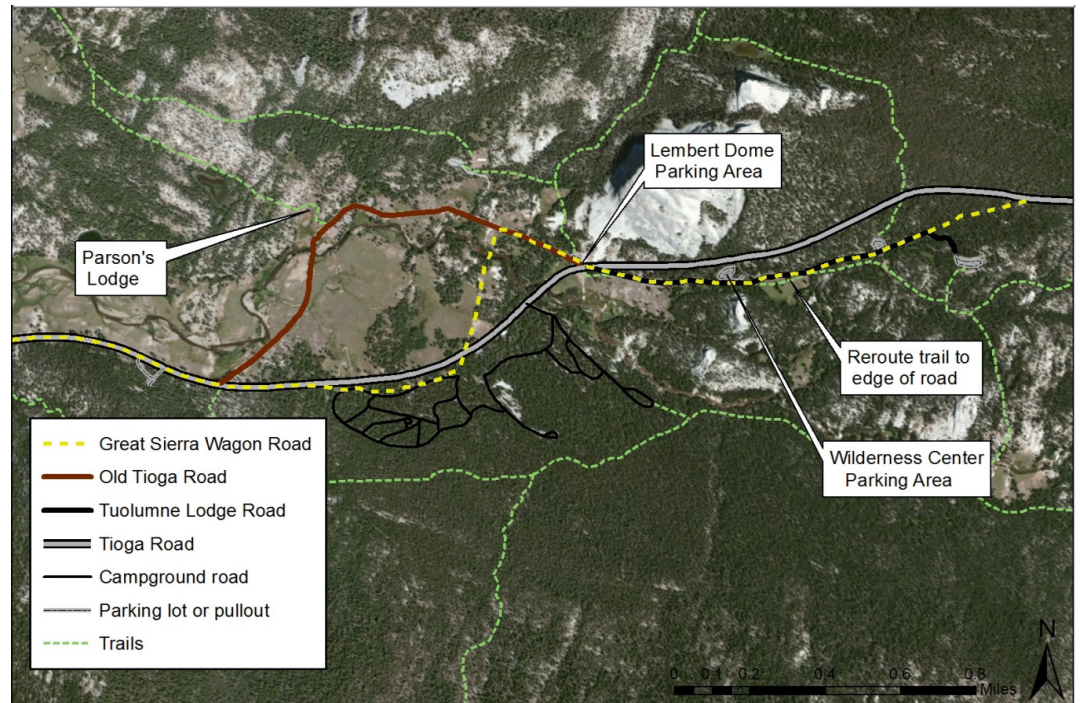 Lembert Dome
Parking Area
Parson's
Lodge
Reroute trail to
edge of road
Wilderness Center
Parking Area
Great Sierra Wagon Road
Old Tioga Road
Tuolumne Lodge Road
Tioga Road
Campground road
Parking lot or pullout
Trails
N
0 0.1 0.2 0.4 0.6 0.8
Miles